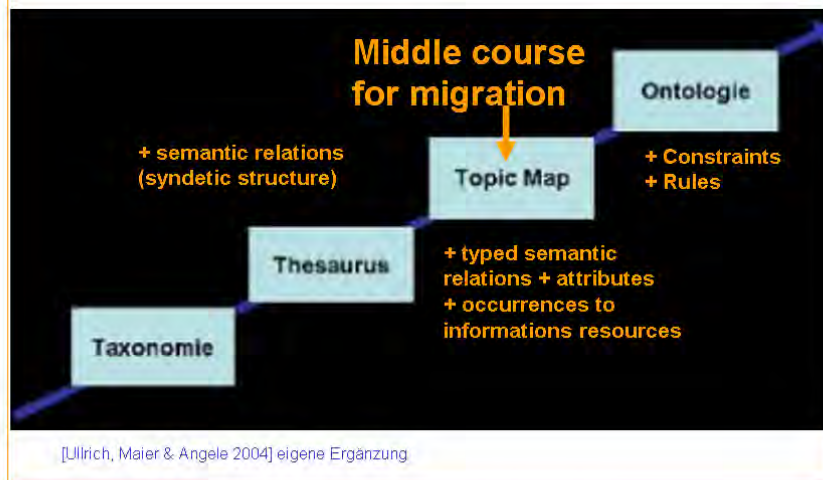 Middle course
for migration
Ontologie
+ semantic relations
(syndetic structure)
Topic Map
+ Constraints
+ Rules
Thesaurus
+ typed semantic
relations + attributes
+ occurrences to
informations resources
Taxonomie
[Ullrich, Maier & Angele 2004] eigene Ergänzung